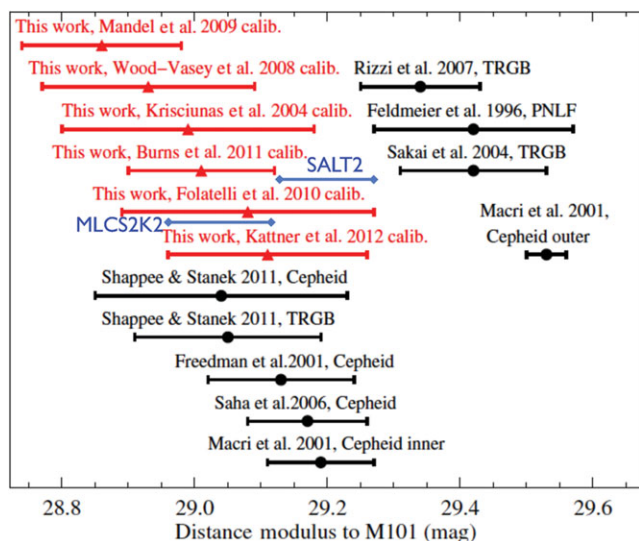 This work, Mandel et al. 2009 calib.
This work, Wood-Vasey et al. 2008 calib.
Rizzi et al. 2007, TRGB
This work, Krisciunas et al. 2004 calib.
Feldmeier et al. 1996, PNLF
This work, Burns et al. 2011 calib.
SALT2
Sakai et al. 2004, TRGB
This work, Folatelli et al. 2010 calib.
MLCS2K2
Macri et al. 2001,
Cepheid outer
This work, Kattner et al. 2012 calib.
Shappee & Stanek 2011, Cepheid
Shappee & Stanek 2011, TRGB
Freedman et al.2001, Cepheid
Saha et al.2006, Cepheid
Macri et al. 2001, Cepheid inner
28.8 29.0 29.2 29.4 29.6
Distance modulus to M101 (mag)